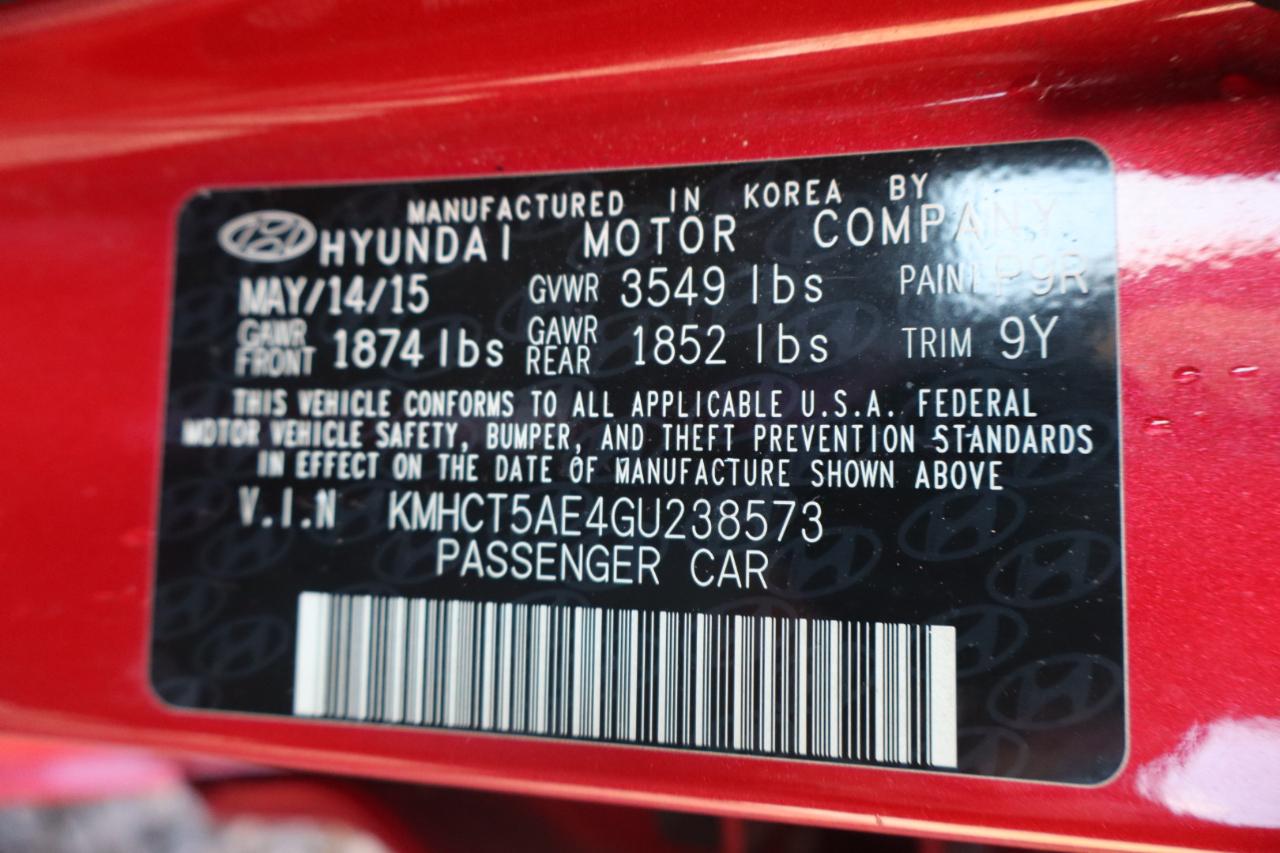 MANUFACTURED IN KOREA BY
HYUNDAI MOTOR COMPANY
MAY/14/15 GVWR 3549 lbs PAINT P9R
GAWR FRONT 1874 lbs GAWR REAR 1852 lbs TRIM 9Y
THIS VEHICLE CONFORMS TO ALL APPLICABLE U.S.A. FEDERAL
MOTOR VEHICLE SAFETY, BUMPER, AND THEFT PREVENTION STANDARDS
IN EFFECT ON THE DATE OF MANUFACTURE SHOWN ABOVE
V.I.N KMHCT5AE4GU238573
PASSENGER CAR